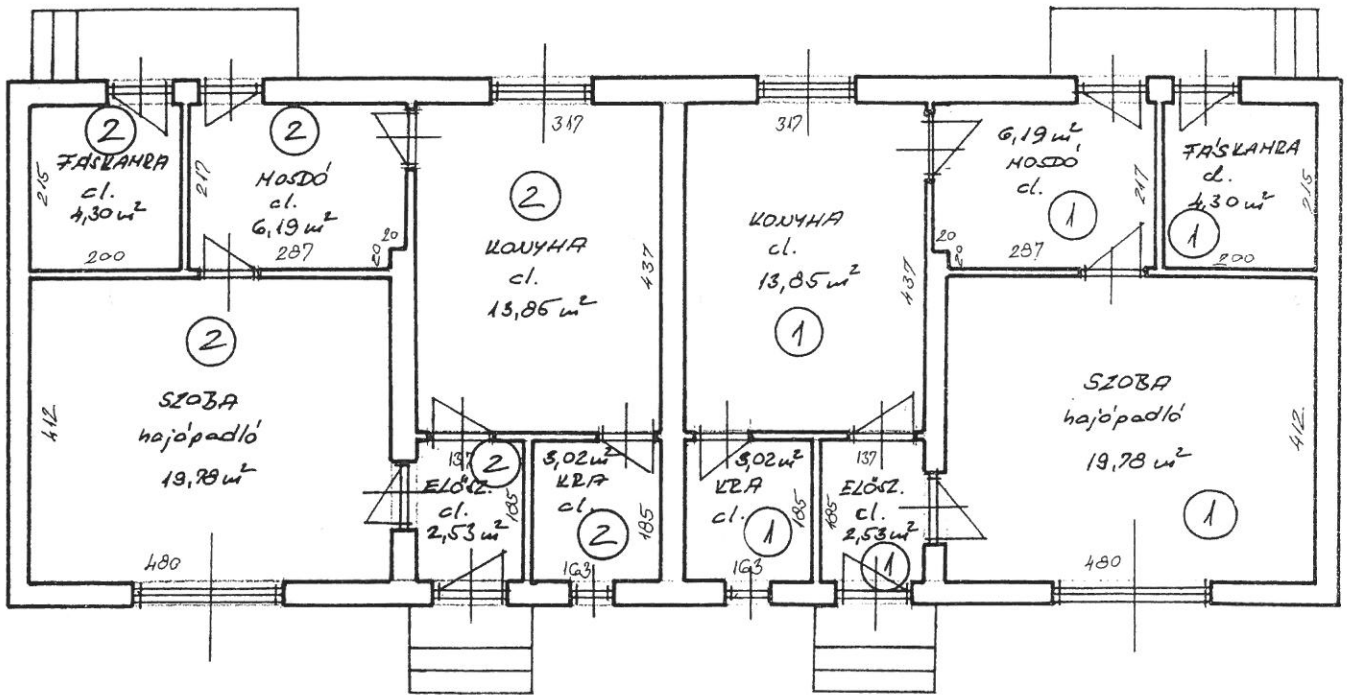 2
FÁSKAMRA
cl.
4,30 m²
215
200
2
MOSDÓ
cl.
6,19 m²
217
287
20
20
317
2
KONYHA
cl.
13,85 m²
437
317
KONYHA
cl.
13,85 m²
1
437
6,19 m²
MOSDÓ
cl.
1
217
20
20
287
FÁSKAMRA
cl.
4,30 m²
1
215
200
2
SZOBA
hajópadló
19,78 m²
412
480
137
2
ELŐSZ.
cl.
2,53 m²
185
3,02 m²
KRA
cl.
2
185
163
3,02 m²
KRA
cl.
1
185
163
137
ELŐSZ.
cl.
2,53 m²
185
1
SZOBA
hajópadló
19,78 m²
1
412
480